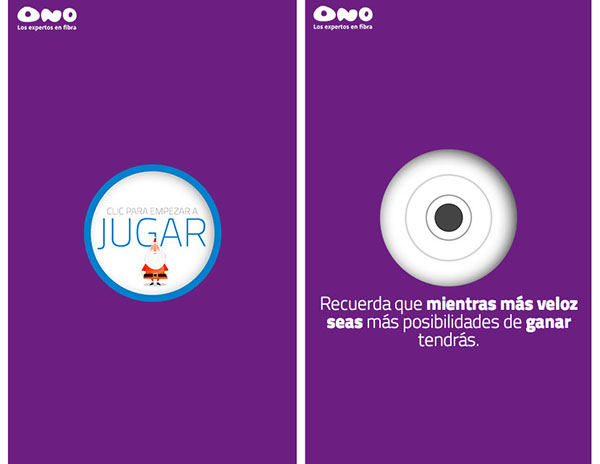 ONO
Los expertos en fibra
CLIC PARA EMPEZAR A
JUGAR
ONO
Los expertos en fibra
Recuerda que mientras más veloz
seas más posibilidades de ganar
tendrás.